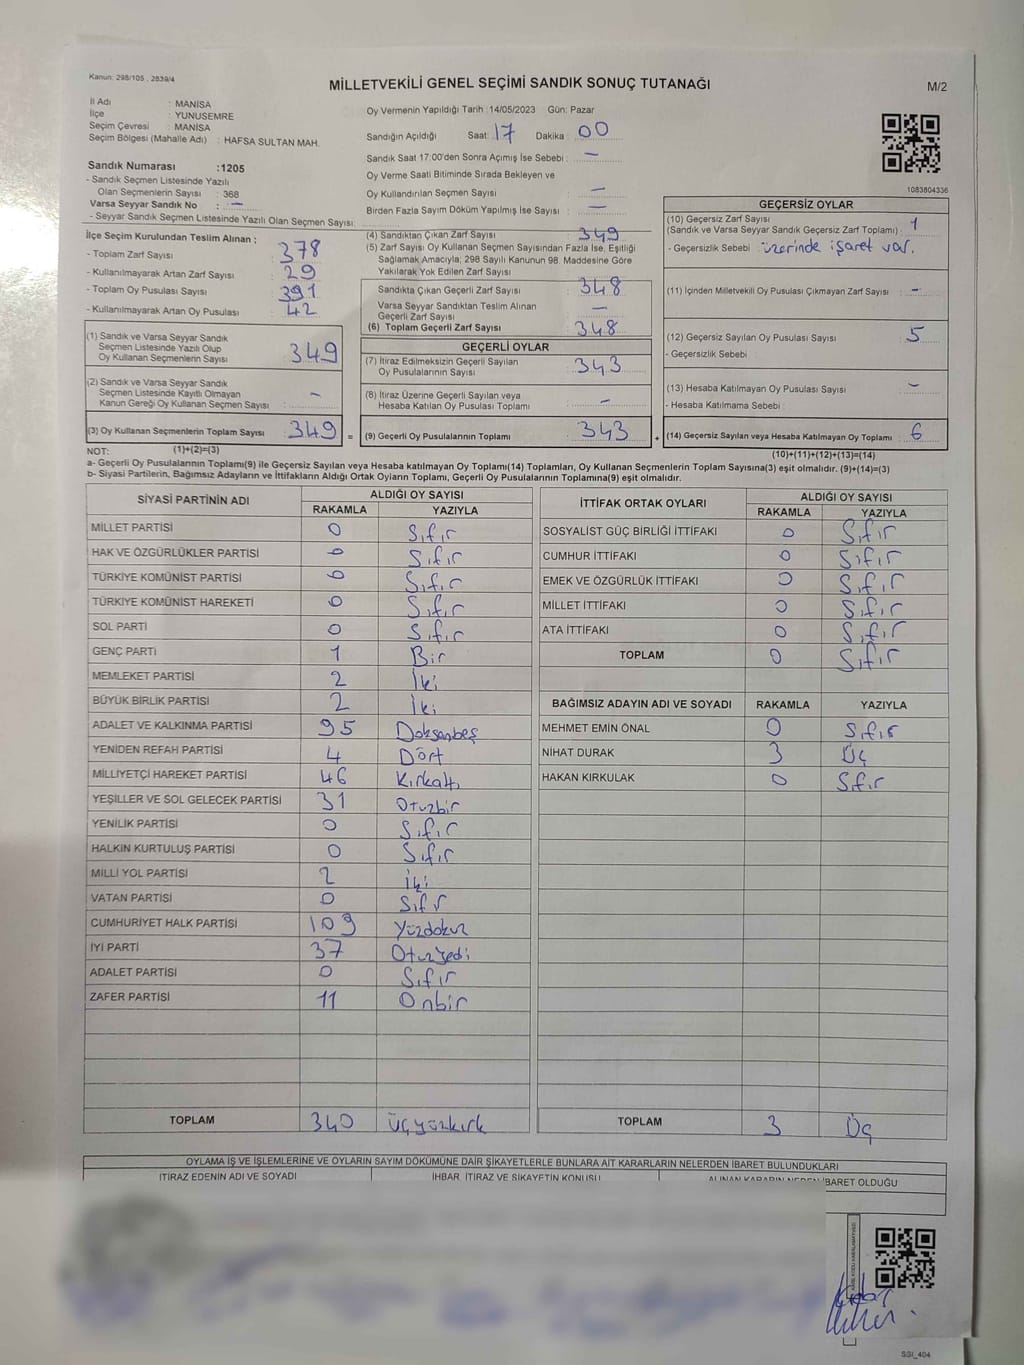 Kanun: 298/105 , 2839/4
MİLLETVEKİLİ GENEL SEÇİMİ SANDIK SONUÇ TUTANAĞI
M/2
İl Adı : MANİSA
İlçe : YUNUSEMRE
Seçim Çevresi : MANİSA
Seçim Bölgesi (Mahalle Adı) : HAFSA SULTAN MAH.
Sandık Numarası :1205
- Sandık Seçmen Listesinde Yazılı
Olan Seçmenlerin Sayısı : 368
Varsa Seyyar Sandık No : –
- Seyyar Sandık Seçmen Listesinde Yazılı Olan Seçmen Sayısı:
Oy Vermenin Yapıldığı Tarih :14/05/2023 Gün: Pazar
Sandığın Açıldığı Saat: 17 Dakika : 00
Sandık Saat 17:00'den Sonra Açımış İse Sebebi : –
Oy Verme Saati Bitiminde Sırada Bekleyen ve
Oy Kullandırılan Seçmen Sayısı –
Birden Fazla Sayım Döküm Yapılmış İse Sayısı : –
1083804336
İlçe Seçim Kurulundan Teslim Alınan ;
- Toplam Zarf Sayısı : 378
- Kullanılmayarak Artan Zarf Sayısı : 29
- Toplam Oy Pusulası Sayısı : 391
- Kullanılmayarak Artan Oy Pusulası : 42
(1) Sandık ve Varsa Seyyar Sandık
Seçmen Listesinde Yazılı Olup
Oy Kullanan Seçmenlerin Sayısı : 349
(2) Sandık ve Varsa Seyyar Sandık
Seçmen Listesinde Kayıtlı Olmayan
Kanun Gereği Oy Kullanan Seçmen Sayısı : –
(3) Oy Kullanan Seçmenlerin Toplam Sayısı : 349 =
(1)+(2)=(3)
(4) Sandıktan Çıkan Zarf Sayısı : 349
(5) Zarf Sayısı Oy Kullanan Seçmen Sayısından Fazla İse, Eşitliği
Sağlamak Amacıyla; 298 Sayılı Kanunun 98. Maddesine Göre
Yakılarak Yok Edilen Zarf Sayısı :
Sandıkta Çıkan Geçerli Zarf Sayısı : 348
Varsa Seyyar Sandıktan Teslim Alınan
Geçerli Zarf Sayısı : –
(6) Toplam Geçerli Zarf Sayısı : 348
GEÇERLİ OYLAR
(7) İtiraz Edilmeksizin Geçerli Sayılan
Oy Pusulalarının Sayısı : 343
(8) İtiraz Üzerine Geçerli Sayılan veya
Hesaba Katılan Oy Pusulası Toplamı : –
(9) Geçerli Oy Pusulalarının Toplamı : 343 +
GEÇERSİZ OYLAR
(10) Geçersiz Zarf Sayısı
(Sandık ve Varsa Seyyar Sandık Geçersiz Zarf Toplamı) : 1
- Geçersizlik Sebebi : üzerinde işaret var.
(11) İçinden Milletvekili Oy Pusulası Çıkmayan Zarf Sayısı : –
(12) Geçersiz Sayılan Oy Pusulası Sayısı : 5
- Geçersizlik Sebebi
(13) Hesaba Katılmayan Oy Pusulası Sayısı : –
- Hesaba Katılmama Sebebi :
(14) Geçersiz Sayılan veya Hesaba Katılmayan Oy Toplamı : 6
(10)+(11)+(12)+(13)=(14)
NOT:
a- Geçerli Oy Pusulalarının Toplamı(9) ile Geçersiz Sayılan veya Hesaba katılmayan Oy Toplamı(14) Toplamları, Oy Kullanan Seçmenlerin Toplam Sayısına(3) eşit olmalıdır. (9)+(14)=(3)
b- Siyasi Partilerin, Bağımsız Adayların ve İttifakların Aldığı Ortak Oyların Toplamı, Geçerli Oy Pusulalarının Toplamına(9) eşit olmalıdır.
SİYASİ PARTİNİN ADI ALDIĞI OY SAYISI
RAKAMLA YAZIYLA
MİLLET PARTİSİ 0 Sıfır
HAK VE ÖZGÜRLÜKLER PARTİSİ 0 Sıfır
TÜRKİYE KOMÜNİST PARTİSİ 0 Sıfır
TÜRKİYE KOMÜNİST HAREKETİ 0 Sıfır
SOL PARTİ 0 Sıfır
GENÇ PARTİ 1 Bir
MEMLEKET PARTİSİ 2 İki
BÜYÜK BİRLİK PARTİSİ 2 İki
ADALET VE KALKINMA PARTİSİ 95 Doksanbeş
YENİDEN REFAH PARTİSİ 4 Dört
MİLLİYETÇİ HAREKET PARTİSİ 46 Kırkaltı
YEŞİLLER VE SOL GELECEK PARTİSİ 31 Otuzbir
YENİLİK PARTİSİ 0 Sıfır
HALKIN KURTULUŞ PARTİSİ 0 Sıfır
MİLLİ YOL PARTİSİ 2 İki
VATAN PARTİSİ 0 Sıfır
CUMHURİYET HALK PARTİSİ 109 Yüzdokuz
İYİ PARTİ 37 Otuzyedi
ADALET PARTİSİ 0 Sıfır
ZAFER PARTİSİ 11 Onbir
TOPLAM 340 üçyüzkırk
İTTİFAK ORTAK OYLARI ALDIĞI OY SAYISI
RAKAMLA YAZIYLA
SOSYALİST GÜÇ BİRLİĞİ İTTİFAKI 0 Sıfır
CUMHUR İTTİFAKI 0 Sıfır
EMEK VE ÖZGÜRLÜK İTTİFAKI 0 Sıfır
MİLLET İTTİFAKI 0 Sıfır
ATA İTTİFAKI 0 Sıfır
TOPLAM 0 Sıfır
BAĞIMSIZ ADAYIN ADI VE SOYADI RAKAMLA YAZIYLA
MEHMET EMİN ÖNAL 0 Sıfır
NİHAT DURAK 3 Üç
HAKAN KIRKULAK 0 Sıfır
TOPLAM 3 Üç
OYLAMA İŞ VE İŞLEMLERİNE VE OYLARIN SAYIM DÖKÜMÜNE DAİR ŞİKAYETLERLE BUNLARA AİT KARARLARIN NELERDEN İBARET BULUNDUKLARI
İTİRAZ EDENİN ADI VE SOYADI İHBAR İTİRAZ VE ŞİKAYETİN KONUSU ALINAN KARARIN NEDEN İBARET OLDUĞU
SGI_404